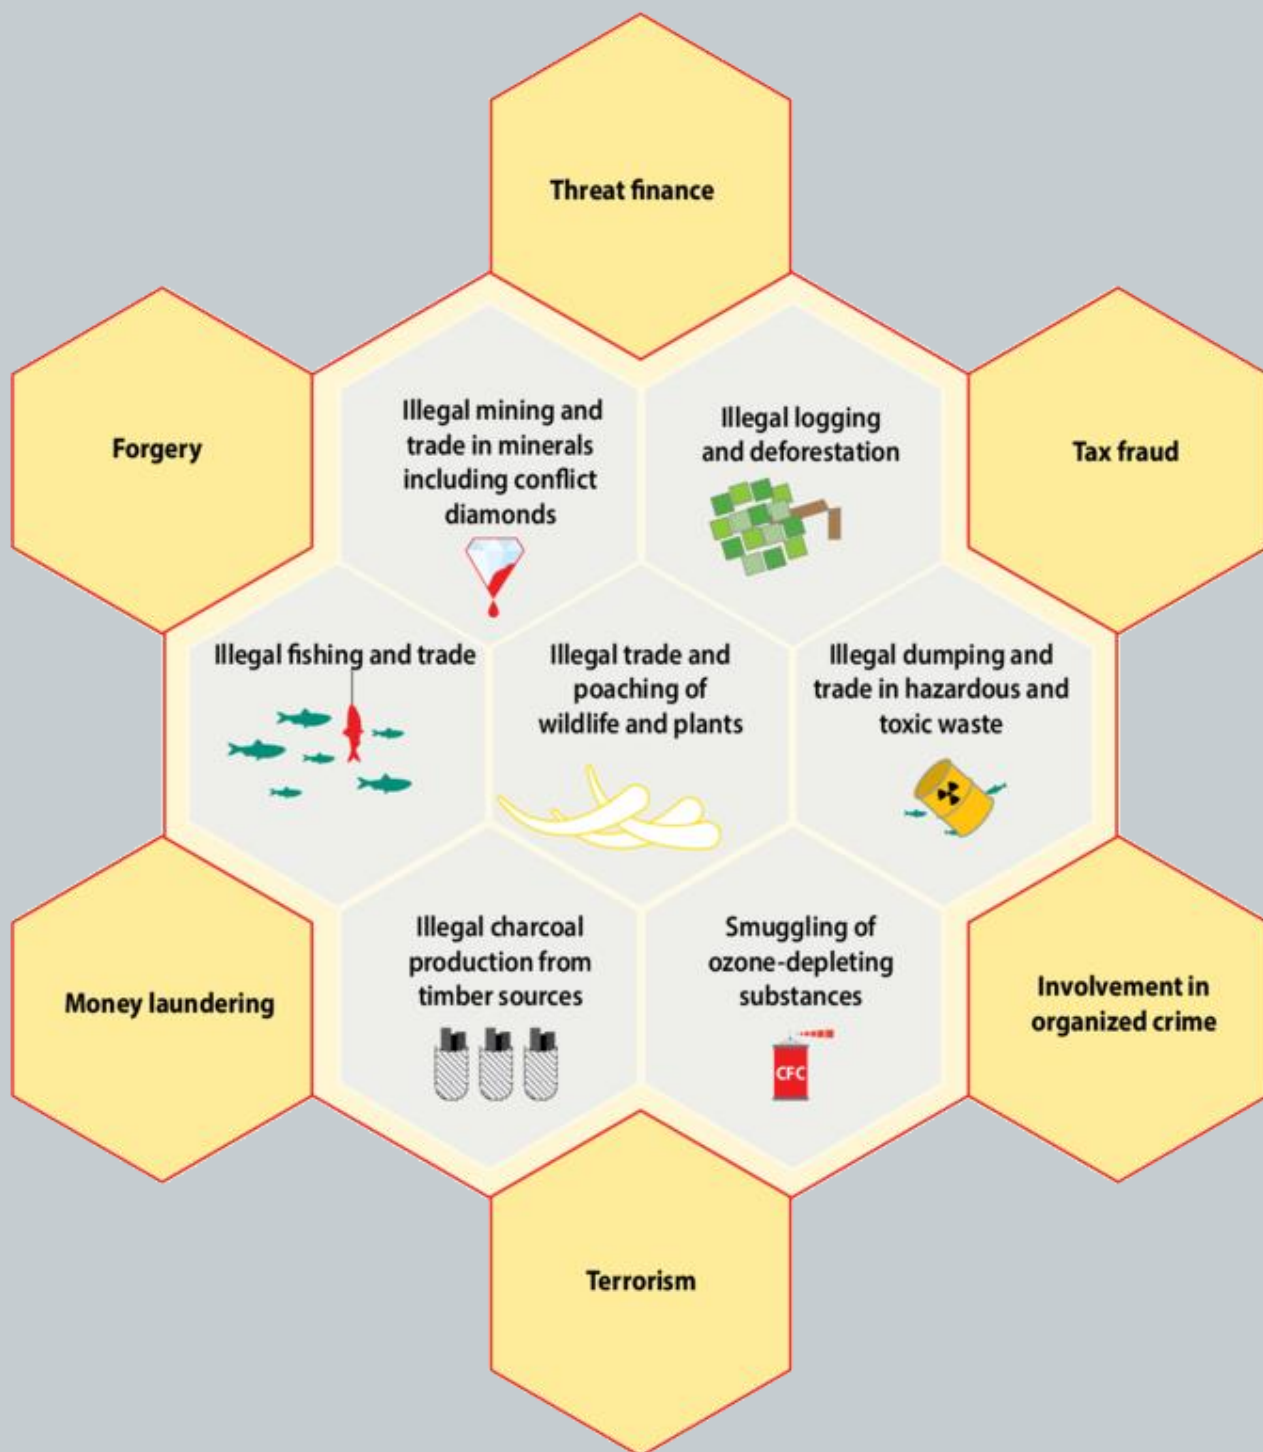 Threat finance
Forgery
Tax fraud
Illegal mining and
trade in minerals
including conflict
diamonds
Illegal logging
and deforestation
Illegal fishing and trade
Illegal trade and
poaching of
wildlife and plants
Illegal dumping and
trade in hazardous and
toxic waste
Illegal charcoal
production from
timber sources
Smuggling of
ozone-depleting
substances
CFC
Money laundering
Involvement in
organized crime
Terrorism